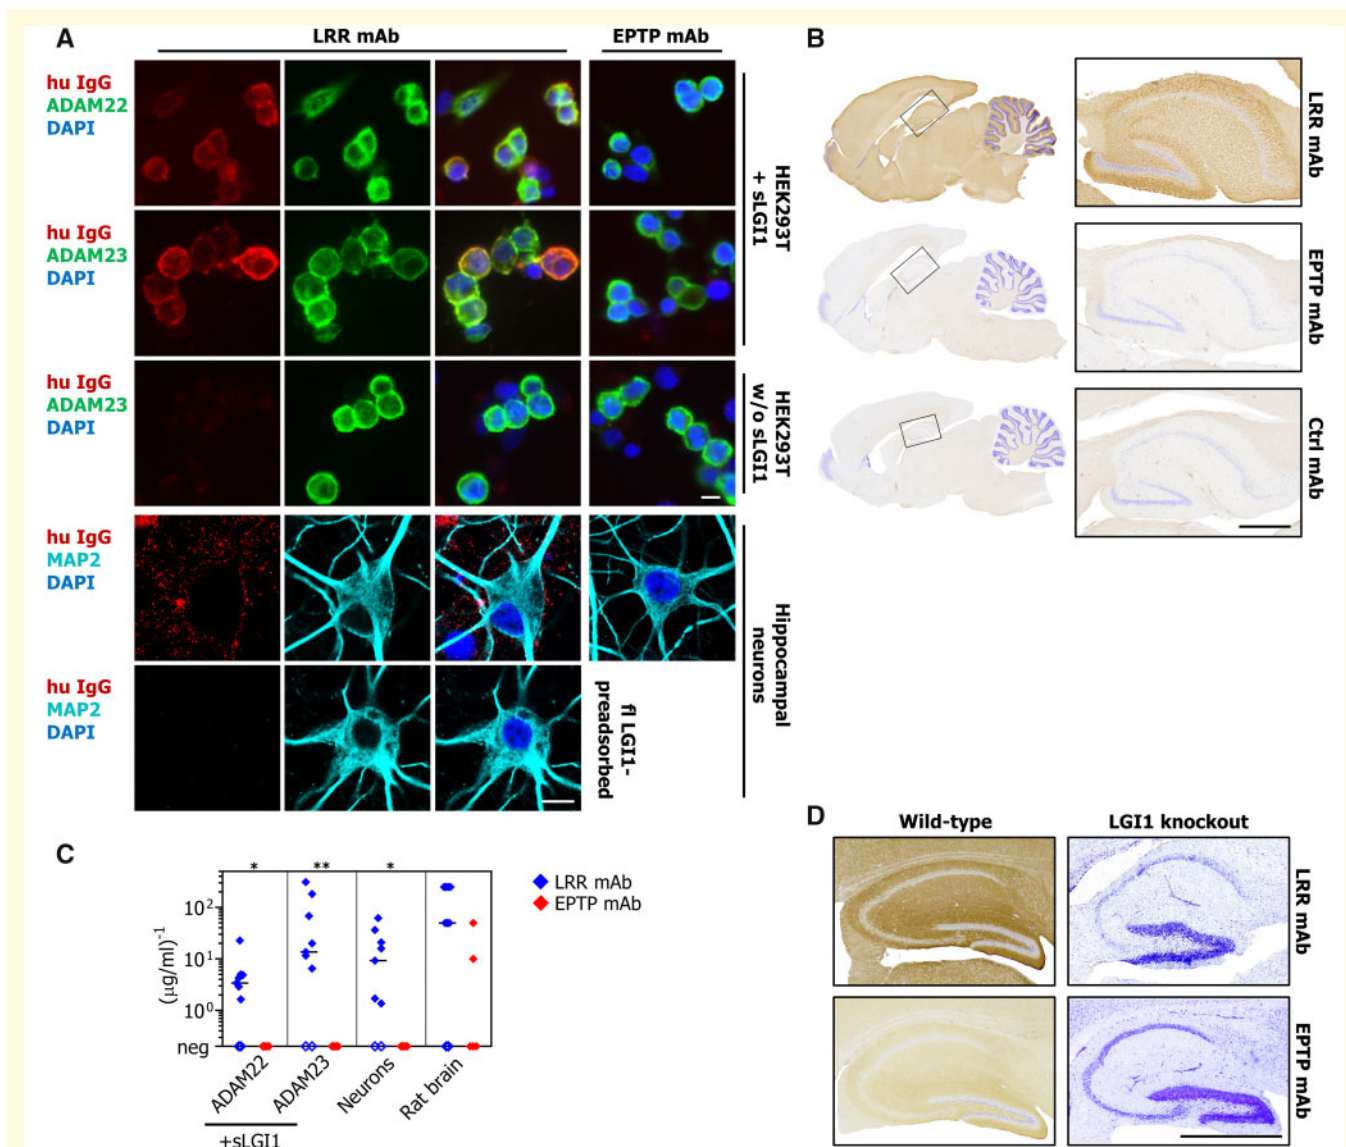 A
LRR mAb
EPTP mAb
hu IgG
ADAM22
DAPI
hu IgG
ADAM23
DAPI
HEK293T
+ sLGI1
hu IgG
ADAM23
DAPI
HEK293T
w/o sLGI1
hu IgG
MAP2
DAPI
hu IgG
MAP2
DAPI
fl LGI1-
preadsorbed
Hippocampal
neurons
B
LRR mAb
EPTP mAb
Ctrl mAb
C
* ** *
LRR mAb
EPTP mAb
(µg/ml)⁻¹
10²
10¹
10⁰
neg
ADAM22
ADAM23
Neurons
Rat brain
+sLGI1
D
Wild-type
LGI1 knockout
LRR mAb
EPTP mAb